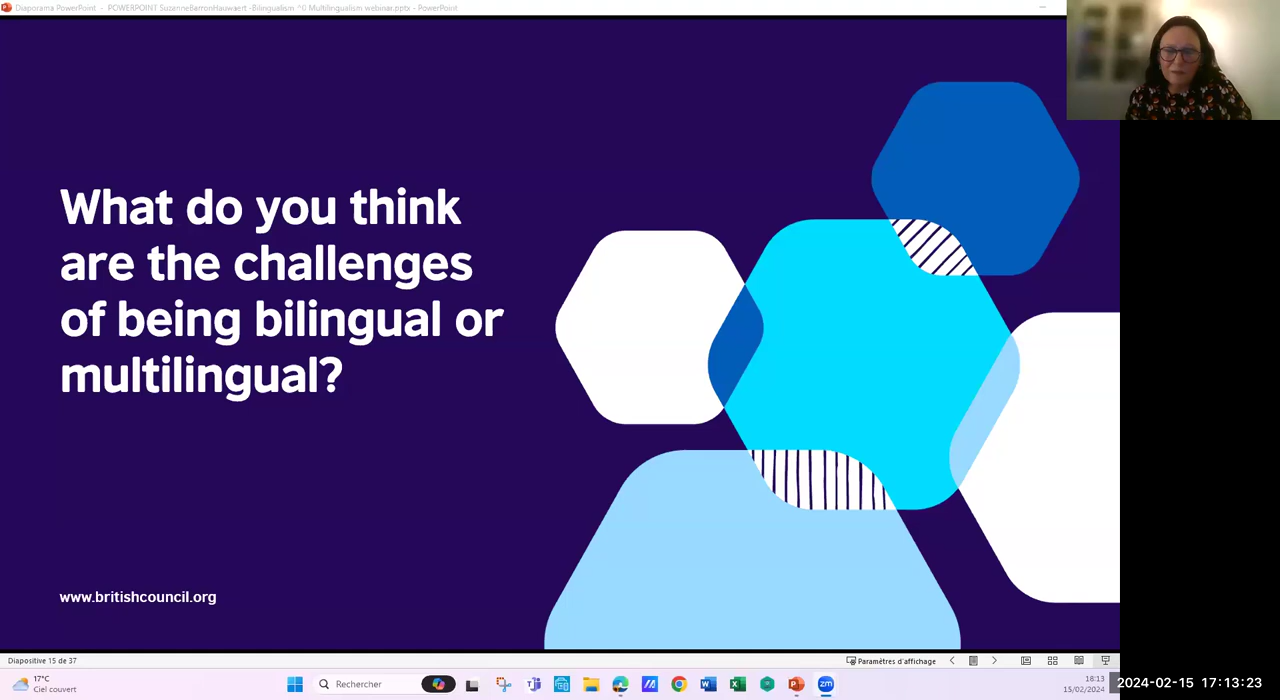 Diaporama PowerPoint - POWERPOINT SuzanneBarronHauwaert -Bilingualism ^0 Multilingualism webinar.pptx - PowerPoint
What do you think
are the challenges
of being bilingual or
multilingual?
www.britishcouncil.org
Diapositive 15 de 37
Paramètres d'affichage
17°C
Ciel couvert
Rechercher
zm
18:13
15/02/2024
2024-02-15 17:13:23